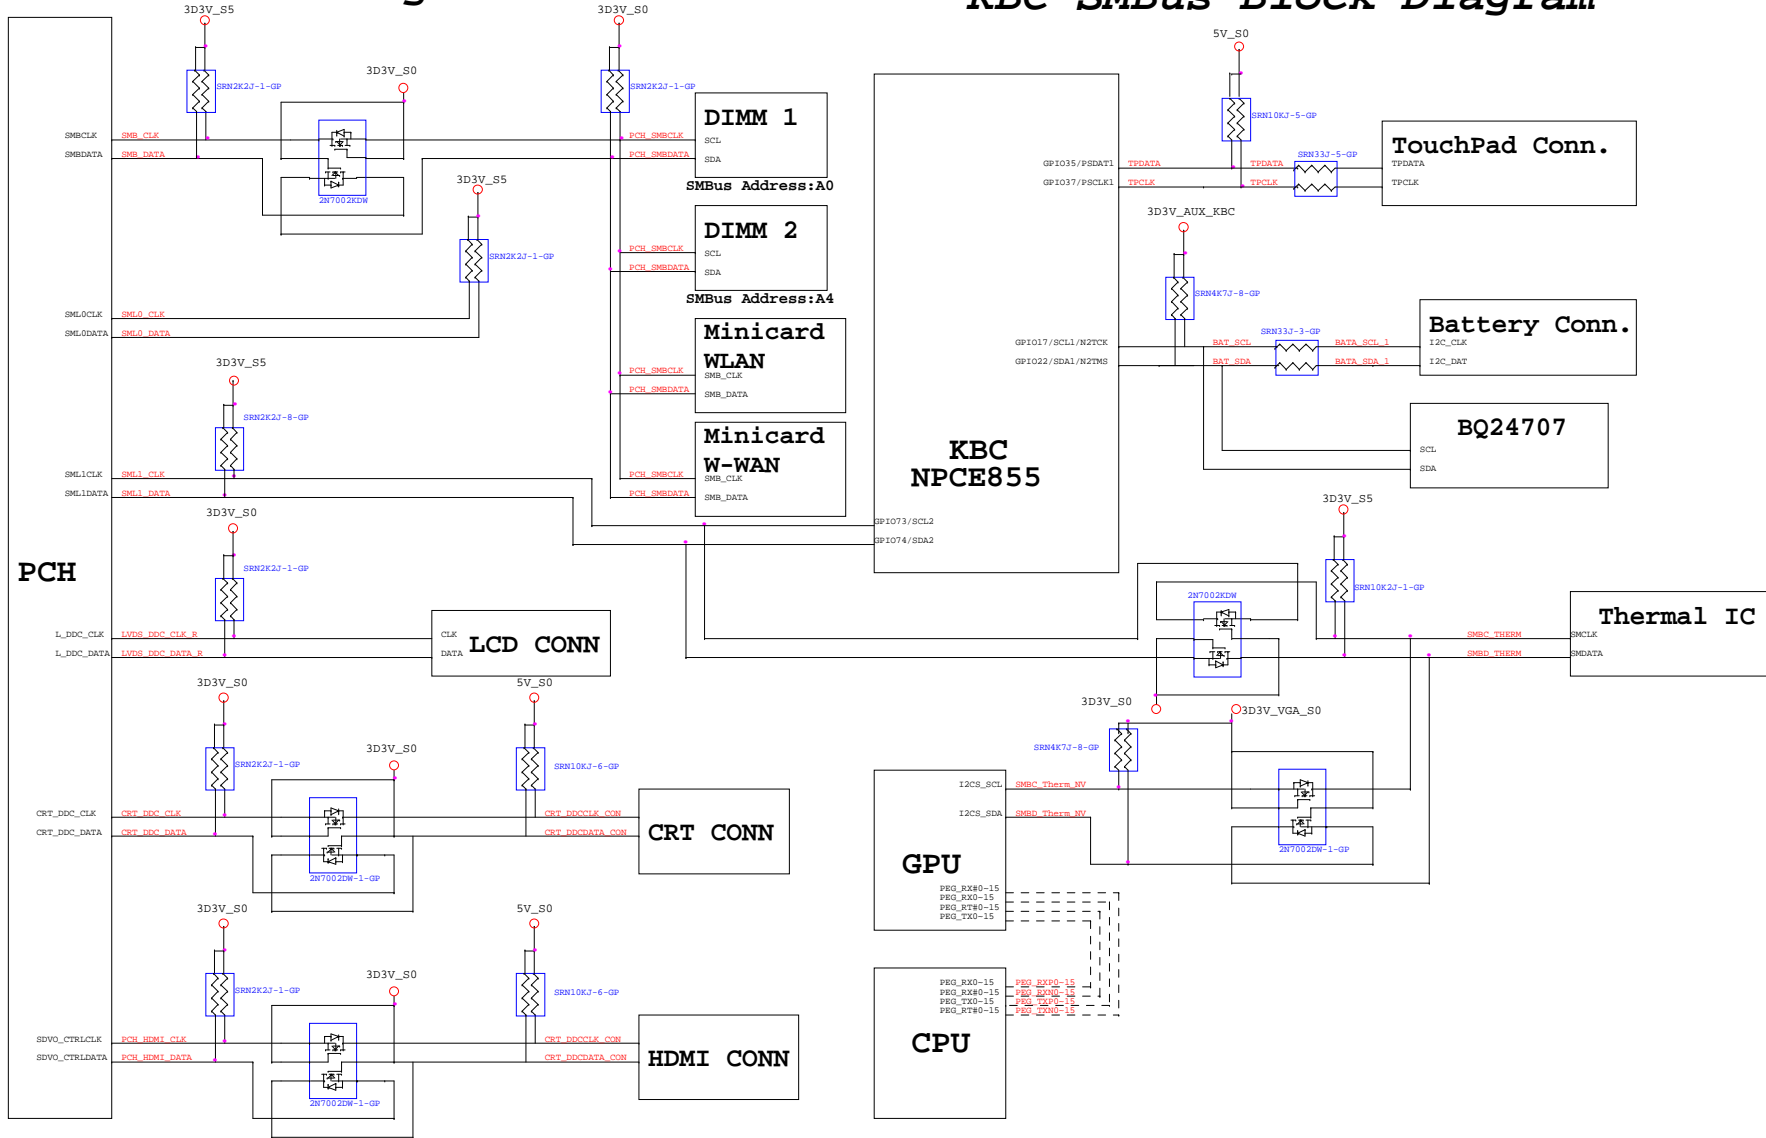 KBC SMBus Block Diagram
3D3V_S5
3D3V_S0
5V_S0
SRN2K2J-1-GP
3D3V_S0
SRN2K2J-1-GP
SRN10KJ-5-GP
DIMM 1
SMBCLK
SMB_CLK
PCH_SMBCLK
SCL
SMBDATA
SMB_DATA
PCH_SMBDATA
SDA
SMBus Address:A0
2N7002KDW
TouchPad Conn.
GPIO35/PSDAT1
TPDATA
TPDATA
SRN33J-5-GP
TPDATA
GPIO37/PSCLK1
TPCLK
TPCLK
TPCLK
3D3V_S5
SRN2K2J-1-GP
DIMM 2
PCH_SMBCLK
SCL
PCH_SMBDATA
SDA
SMBus Address:A4
3D3V_AUX_KBC
SRN4K7J-8-GP
SML0CLK
SML0_CLK
SML0DATA
SML0_DATA
Minicard
WLAN
PCH_SMBCLK
SMB_CLK
PCH_SMBDATA
SMB_DATA
Battery Conn.
GPIO17/SCL1/N2TCK
BAT_SCL
SRN33J-3-GP
BATA_SCL_1
I2C_CLK
GPIO22/SDA1/N2TMS
BAT_SDA
BATA_SDA_1
I2C_DAT
3D3V_S5
SRN2K2J-8-GP
Minicard
W-WAN
PCH_SMBCLK
SMB_CLK
PCH_SMBDATA
SMB_DATA
BQ24707
SCL
SDA
KBC
NPCE855
SML1CLK
SML1_CLK
SML1DATA
SML1_DATA
GPIO73/SCL2
GPIO74/SDA2
3D3V_S0
SRN2K2J-1-GP
3D3V_S5
SRN10K2J-1-GP
PCH
2N7002KDW
Thermal IC
L_DDC_CLK
LVDS_DDC_CLK_R
CLK
L_DDC_DATA
LVDS_DDC_DATA_R
DATA
LCD CONN
SMBC_THERM
SMCLK
SMBD_THERM
SMDATA
3D3V_S0
5V_S0
3D3V_S0
3D3V_VGA_S0
SRN2K2J-1-GP
3D3V_S0
SRN10KJ-6-GP
SRN4K7J-8-GP
CRT_DDC_CLK
CRT_DDC_CLK
CRT_DDCCLK_CON
CRT_DDC_DATA
CRT_DDC_DATA
CRT_DDCDATA_CON
CRT CONN
2N7002DW-1-GP
I2CS_SCL
SMBC_Therm_NV
I2CS_SDA
SMBD_Therm_NV
2N7002DW-1-GP
GPU
PEG_RX#0-15
PEG_RX0-15
PEG_RT#0-15
PEG_TX0-15
3D3V_S0
5V_S0
SRN2K2J-1-GP
3D3V_S0
SRN10KJ-6-GP
SDVO_CTRLCLK
PCH_HDMI_CLK
CRT_DDCCLK_CON
SDVO_CTRLDATA
PCH_HDMI_DATA
CRT_DDCDATA_CON
HDMI CONN
2N7002DW-1-GP
PEG_RX0-15
PEG_RXP0-15
PEG_RX#0-15
PEG_RXN0-15
PEG_TX0-15
PEG_TXP0-15
PEG_RT#0-15
PEG_TXN0-15
CPU